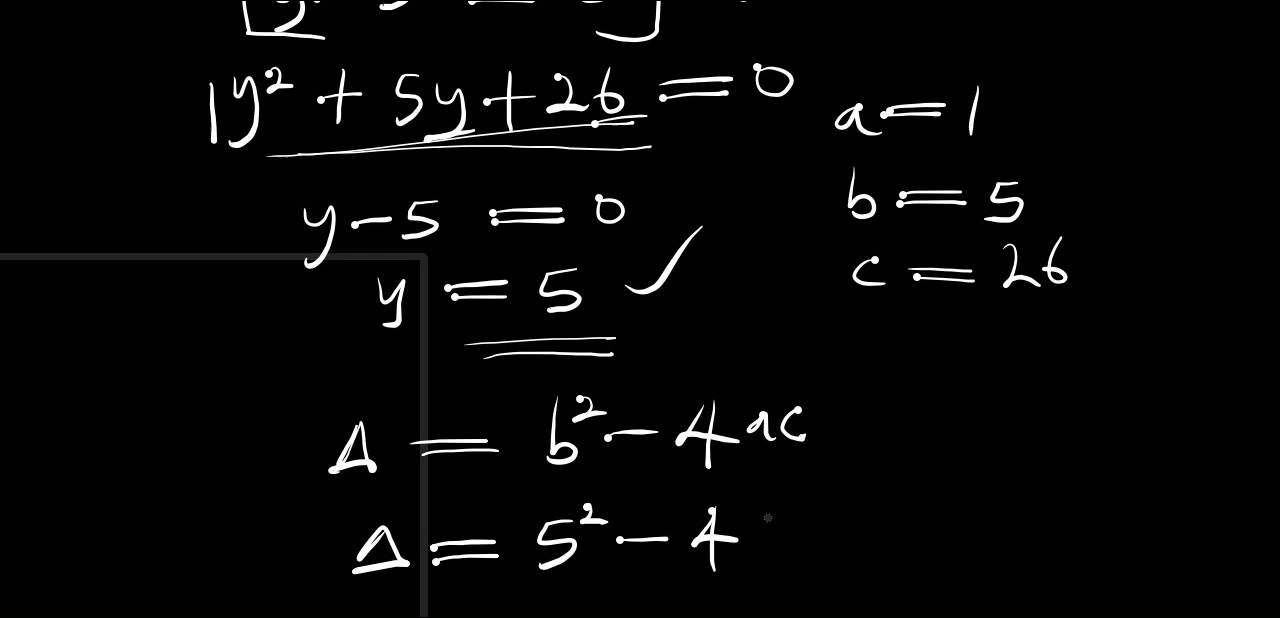 1y² + 5y + 26 = 0
a = 1
b = 5
c = 26
y - 5 = 0
y = 5 ✓
Δ = b² - 4ac
Δ = 5² - 4